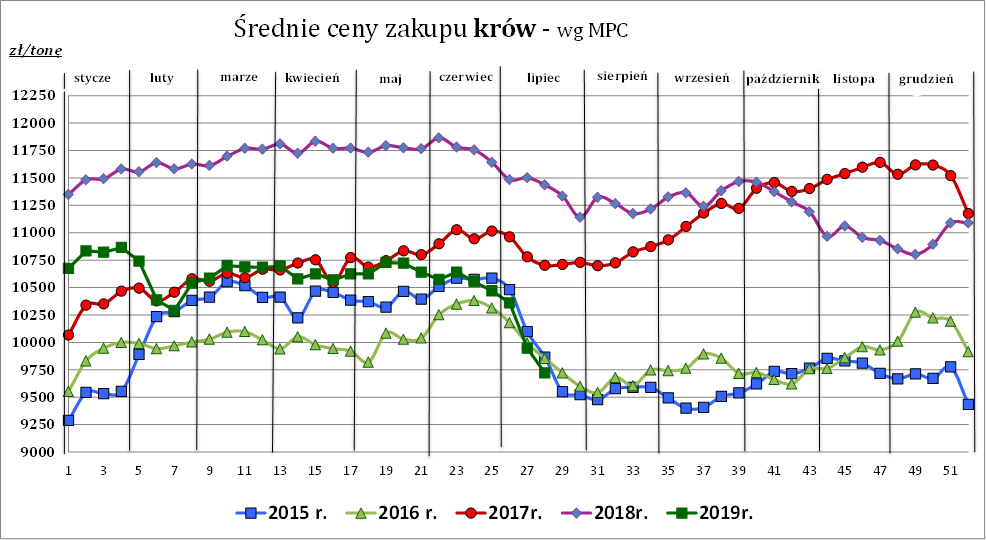 Średnie ceny zakupu krów - wg MPC
zł/tonę
stycze luty marze kwiecień maj czerwiec lipiec sierpień wrzesień październik listopa grudzień
12250
12000
11750
11500
11250
11000
10750
10500
10250
10000
9750
9500
9250
9000
1 3 5 7 9 11 13 15 17 19 21 23 25 27 29 31 33 35 37 39 41 43 45 47 49 51
2015 r. 2016 r. 2017r. 2018r. 2019r.